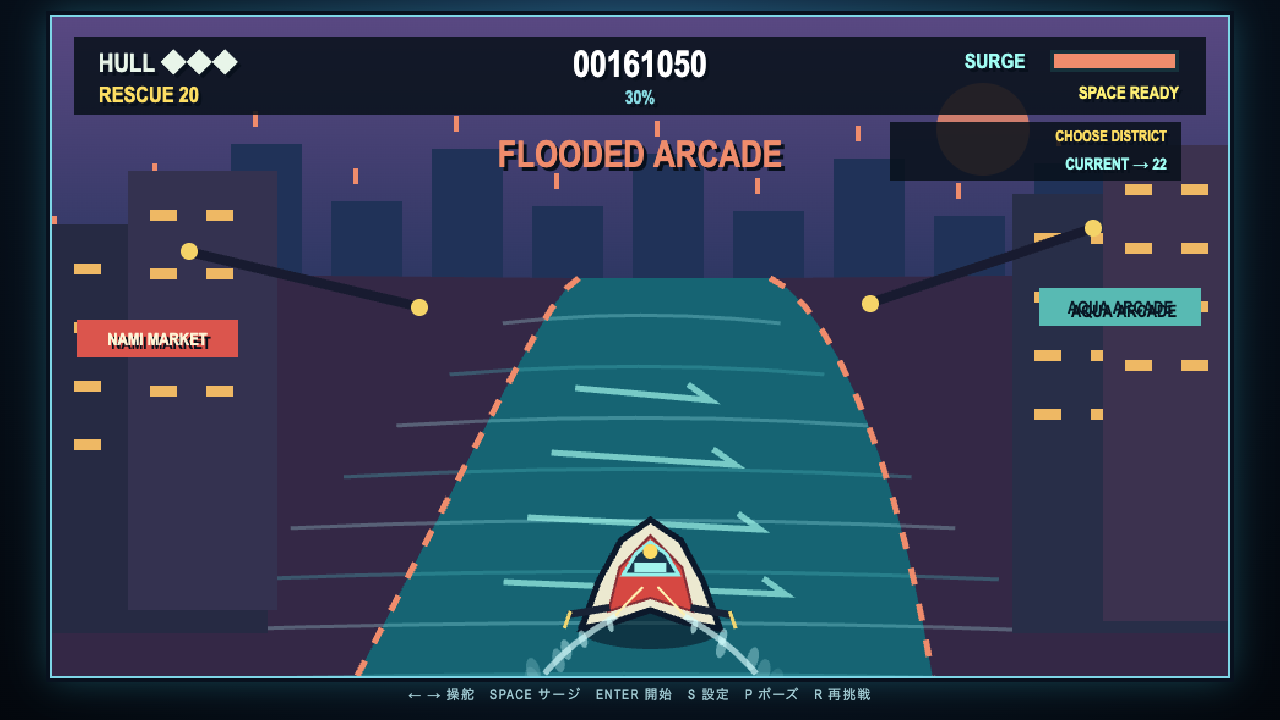 HULL
00161050
SURGE
RESCUE 20
30%
SPACE READY
FLOODED ARCADE
CHOOSE DISTRICT
CURRENT → 22
NAMI MARKET
AQUA ARCADE
← → 操舵 SPACE サージ ENTER 開始 S 設定 P ポーズ R 再挑戦